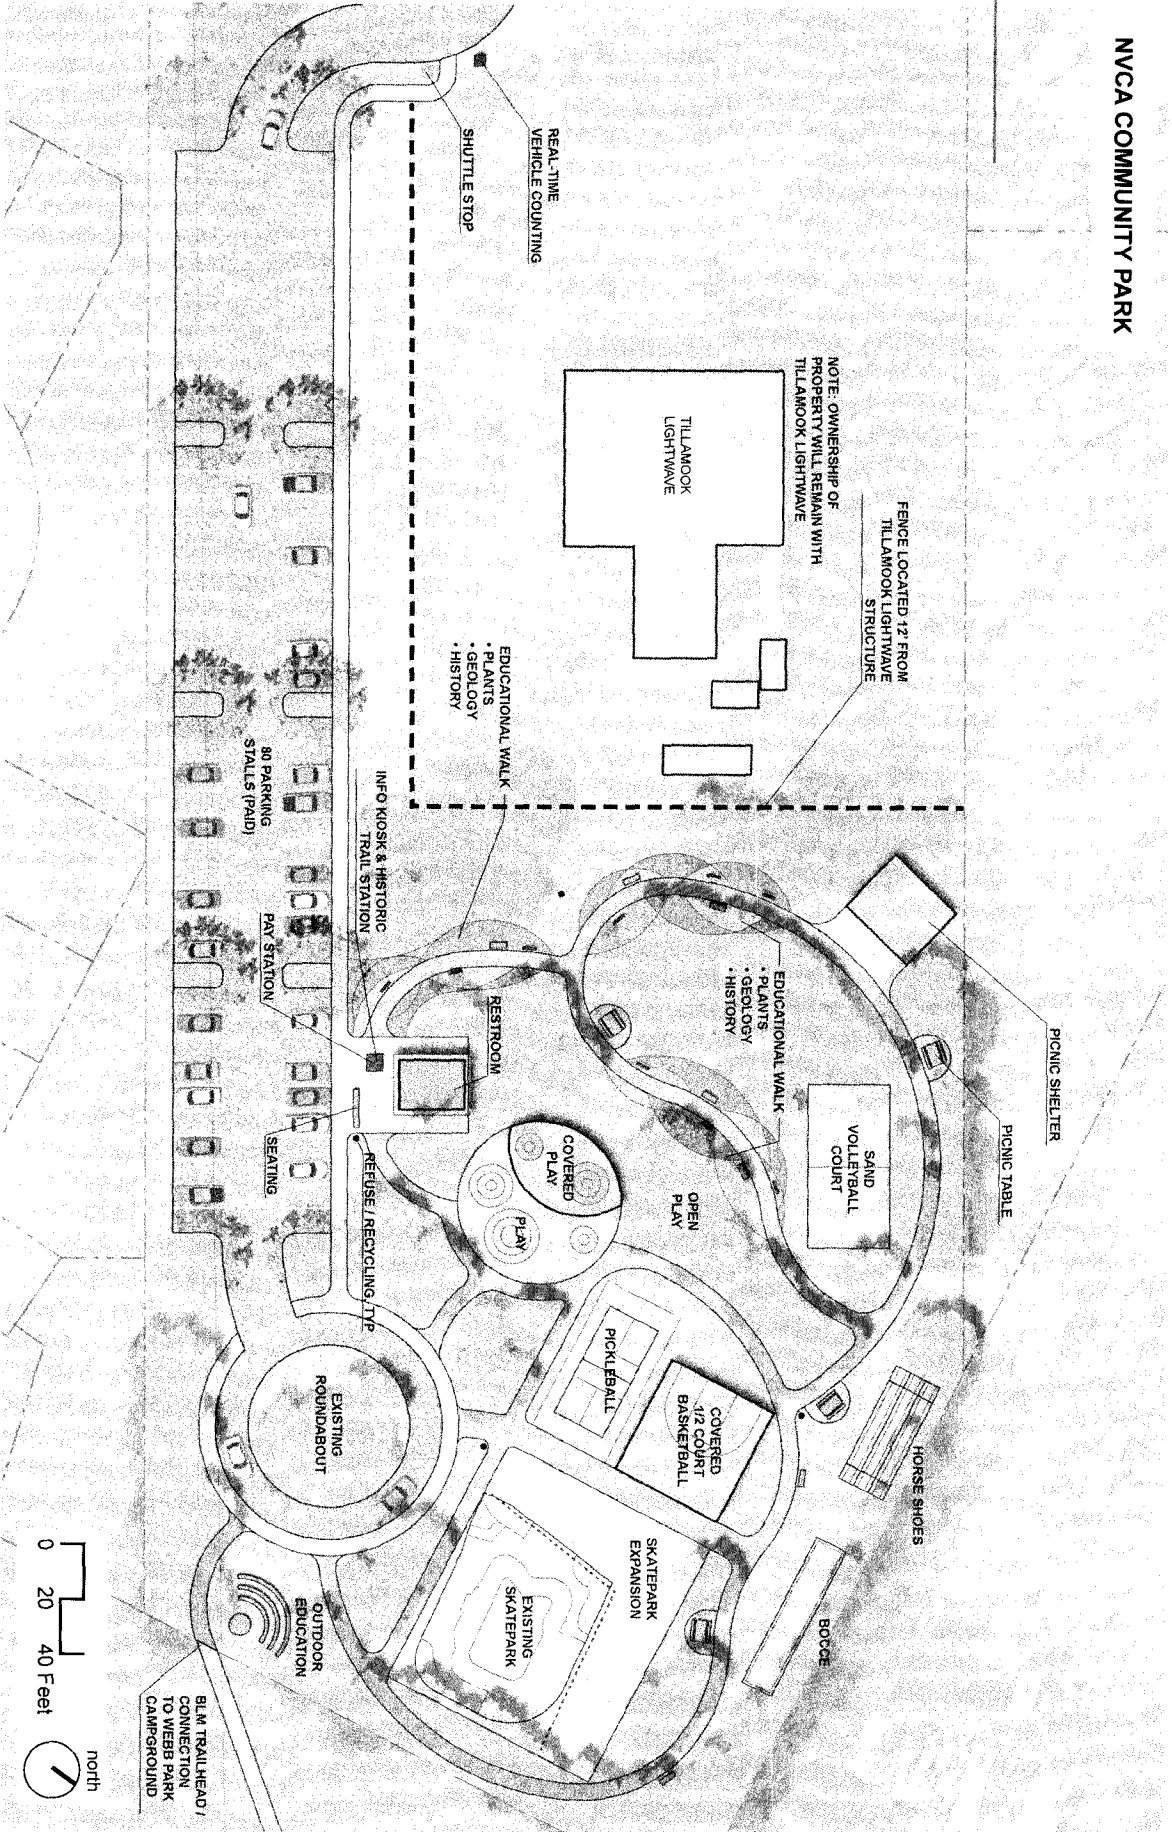 NVCA COMMUNITY PARK
REAL-TIME
VEHICLE COUNTING
SHUTTLE STOP
NOTE: OWNERSHIP OF
PROPERTY WILL REMAIN WITH
TILLAMOOK LIGHTWAVE
TILLAMOOK
LIGHTWAVE
FENCE LOCATED 12' FROM
TILLAMOOK LIGHTWAVE
STRUCTURE
EDUCATIONAL WALK
• PLANTS
• GEOLOGY
• HISTORY
80 PARKING
STALLS (PAID)
INFO KIOSK & HISTORIC
TRAIL STATION
PAY STATION
RESTROOM
EDUCATIONAL WALK
• PLANTS
• GEOLOGY
• HISTORY
PICNIC SHELTER
PICNIC TABLE
SAND
VOLLEYBALL
COURT
SEATING
REFUSE / RECYCLING, TYP
COVERED
PLAY
PLAY
OPEN
PLAY
PICKLEBALL
COVERED
1/2 COURT
BASKETBALL
HORSE SHOES
EXISTING
ROUNDABOUT
SKATEPARK
EXPANSION
EXISTING
SKATEPARK
BOCCE
OUTDOOR
EDUCATION
BLM TRAILHEAD /
CONNECTION
TO WEBB PARK
CAMPGROUND
0 20 40 Feet
north